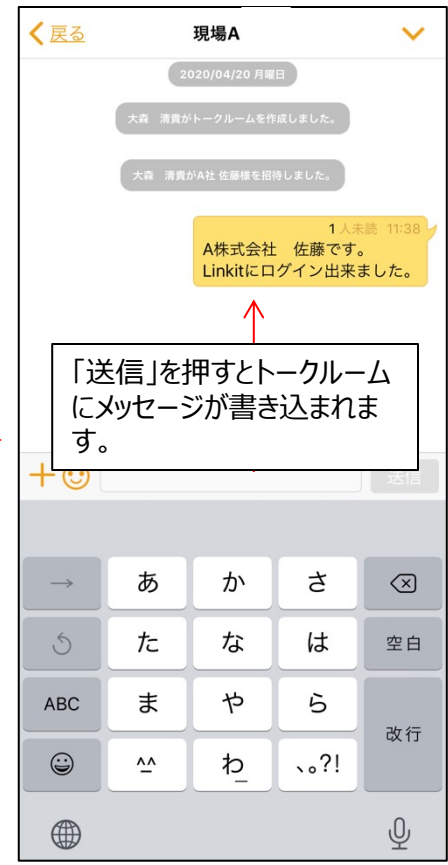 戻る
現場A
2020/04/20 月曜日
大森　清貴がトークルームを作成しました。
大森　清貴がA社 佐藤様を招待しました。
1 人未読 11:38
A株式会社　佐藤です。
Linkitにログイン出来ました。
「送信」を押すとトークルーム
にメッセージが書き込まれま
す。
送信
→ あ か さ
た な は 空白
ABC ま や ら
改行
^^ わ 、。?!